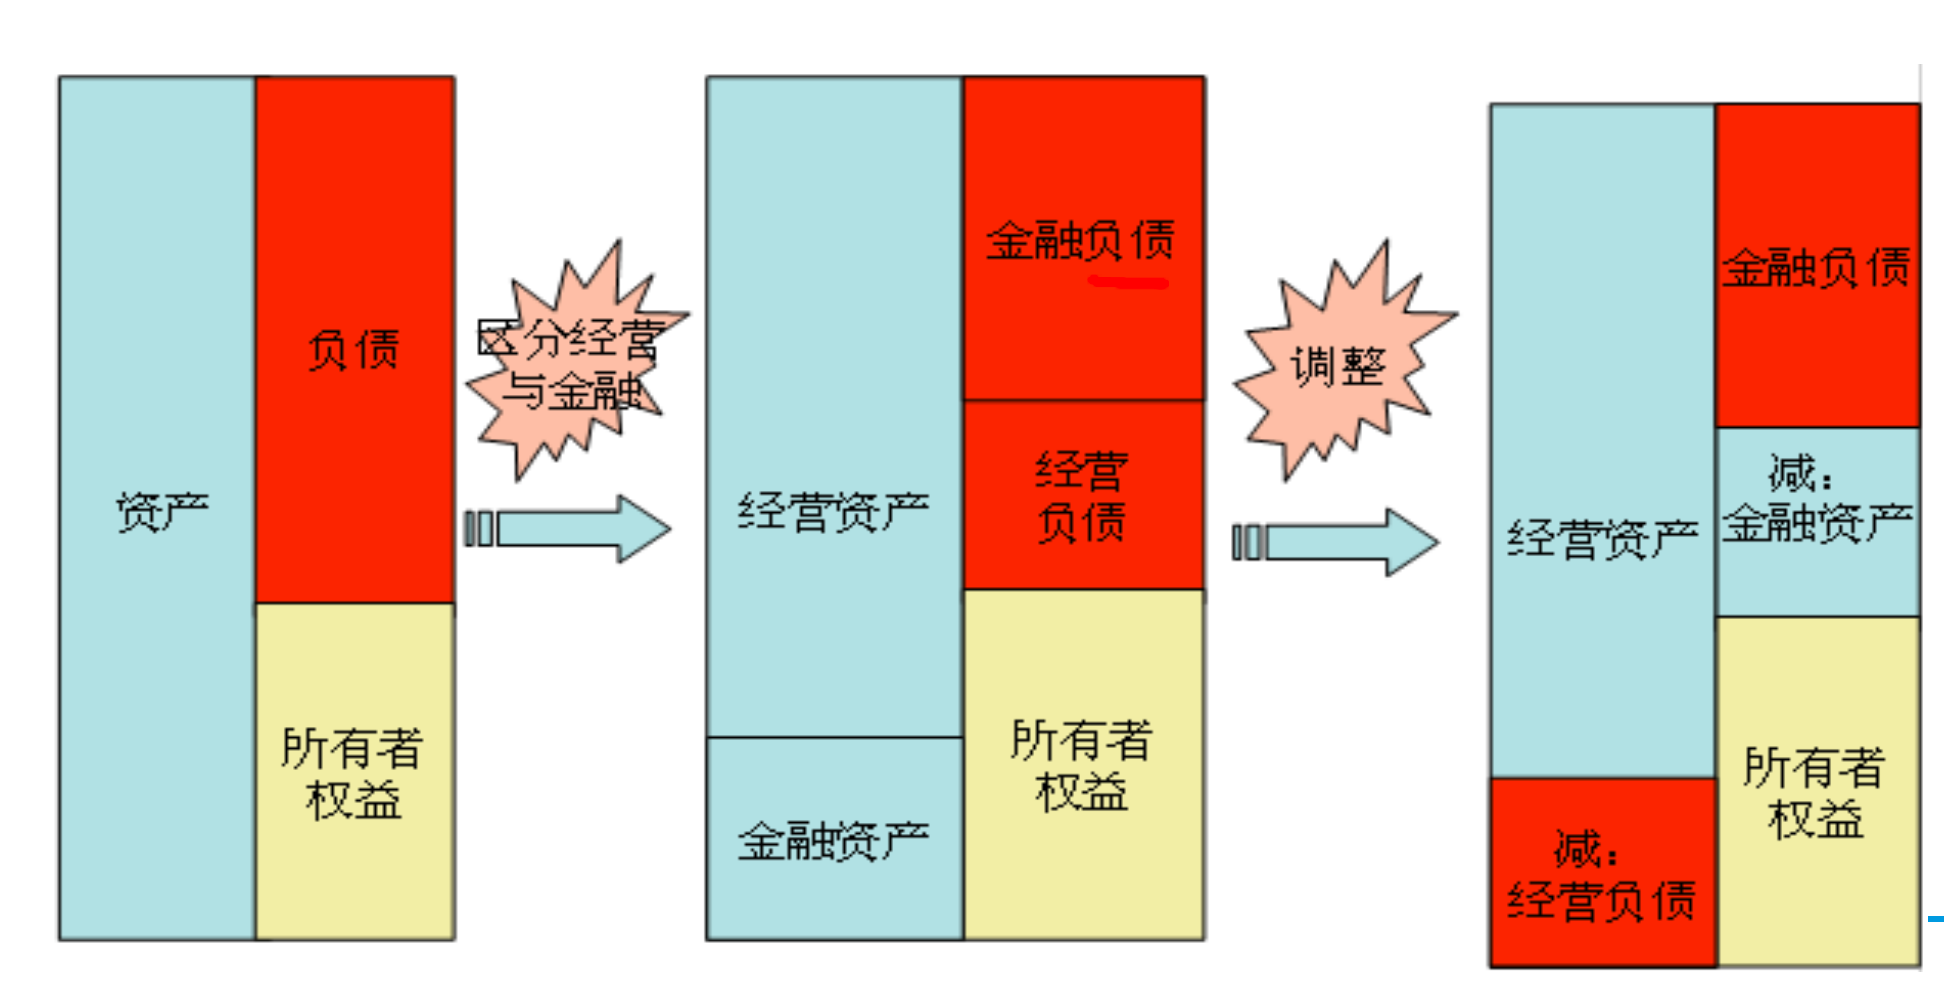 资产
负债
所有者
权益
区分经营
与金融
经营资产
金融资产
金融负债
经营
负债
所有者
权益
调整
经营资产
减：
经营负债
金融负债
减：
金融资产
所有者
权益